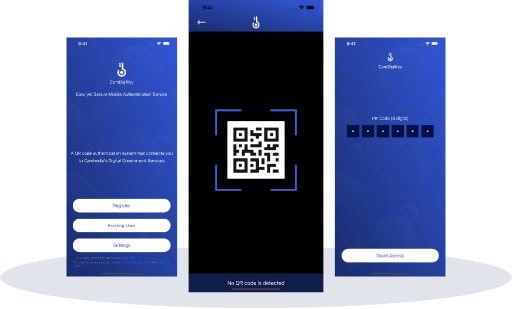 9:41
CamDigiKey
Easy yet Secure Mobile Authentication Service
A QR code authentication system that connects you
to Cambodia's Digital Government Services
Register
Existing User
Settings
9:41
No QR code is detected
9:41
CamDigiKey
PIN Code (6 digits)
Grant Access